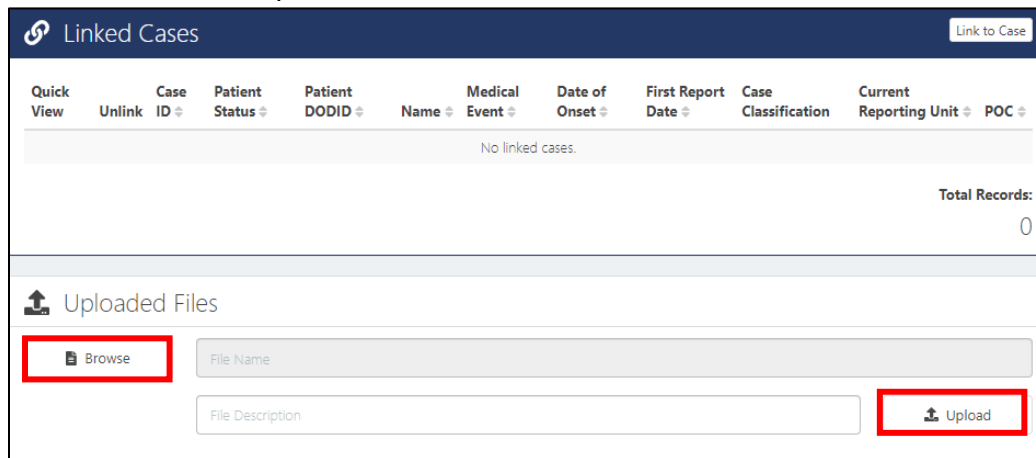 Linked Cases
Link to Case
Quick View
Unlink
Case ID
Patient Status
Patient DODID
Name
Medical Event
Date of Onset
First Report Date
Case Classification
Current Reporting Unit
POC
No linked cases.
Total Records:
0
Uploaded Files
Browse
File Name
File Description
Upload